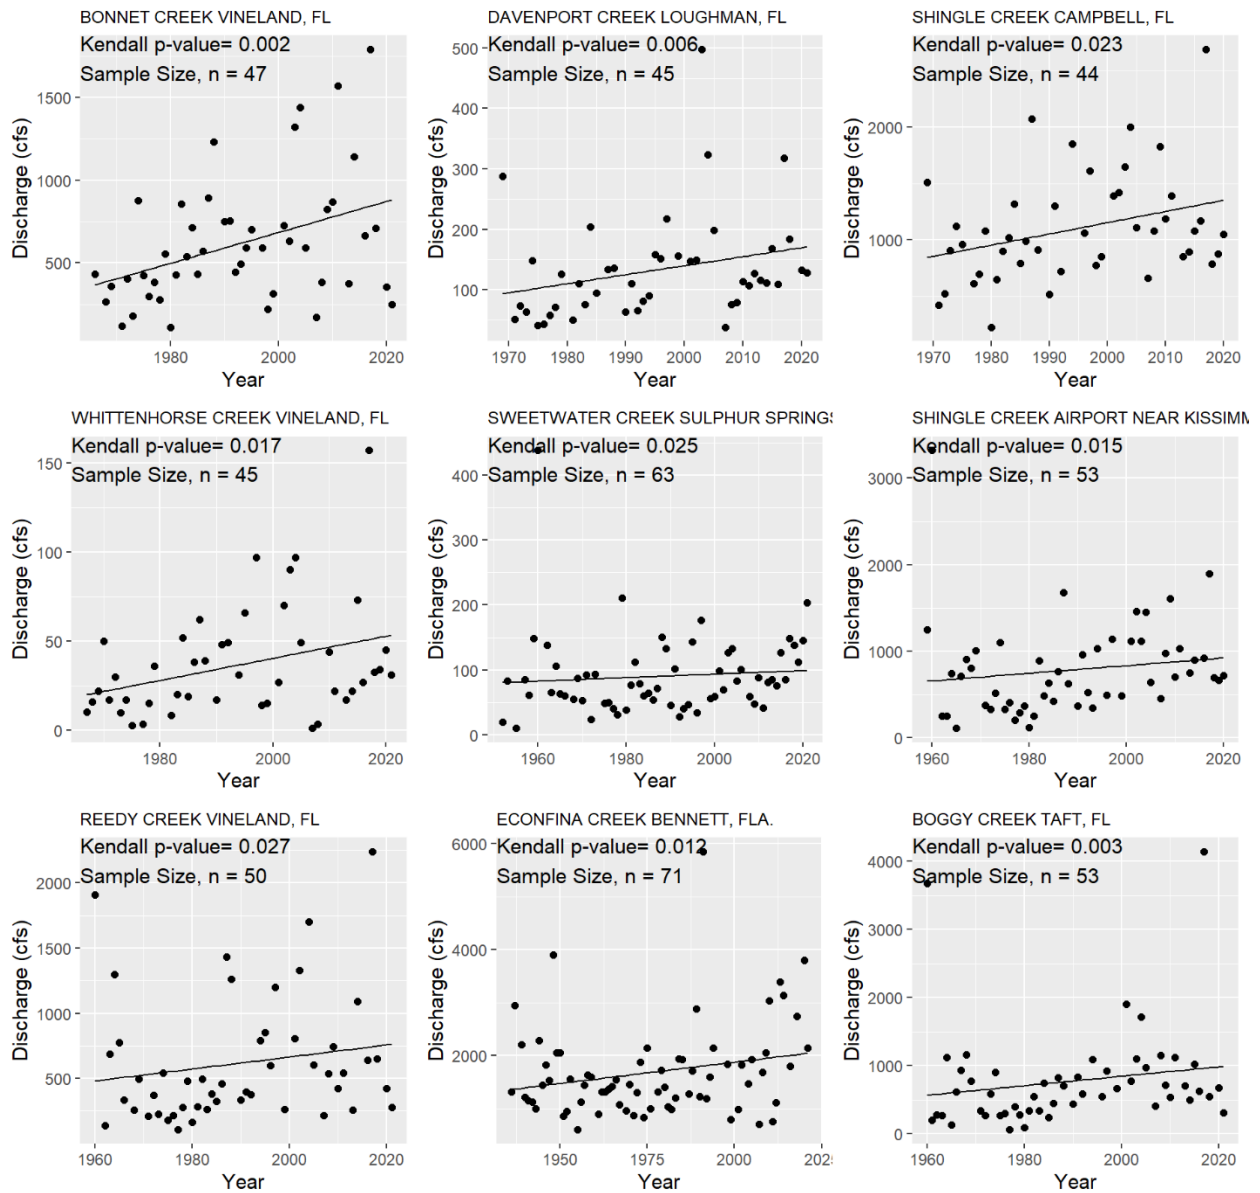 BONNET CREEK VINELAND, FL
Kendall p-value= 0.002
Sample Size, n = 47
1500
1000
500
Discharge (cfs)
1980
2000
2020
Year
DAVENPORT CREEK LOUGHMAN, FL
Kendall p-value= 0.006
Sample Size, n = 45
500
400
300
200
100
Discharge (cfs)
1970
1980
1990
2000
2010
2020
Year
SHINGLE CREEK CAMPBELL, FL
Kendall p-value= 0.023
Sample Size, n = 44
2000
1000
Discharge (cfs)
1970
1980
1990
2000
2010
2020
Year
WHITTENHORSE CREEK VINELAND, FL
Kendall p-value= 0.017
Sample Size, n = 45
150
100
50
0
Discharge (cfs)
1980
2000
2020
Year
SWEETWATER CREEK SULPHUR SPRINGS
Kendall p-value= 0.025
Sample Size, n = 63
400
300
200
100
0
Discharge (cfs)
1960
1980
2000
2020
Year
SHINGLE CREEK AIRPORT NEAR KISSIMM
Kendall p-value= 0.015
Sample Size, n = 53
3000
2000
1000
0
Discharge (cfs)
1960
1980
2000
2020
Year
REEDY CREEK VINELAND, FL
Kendall p-value= 0.027
Sample Size, n = 50
2000
1500
1000
500
Discharge (cfs)
1960
1980
2000
2020
Year
ECONFINA CREEK BENNETT, FLA.
Kendall p-value= 0.012
Sample Size, n = 71
6000
4000
2000
Discharge (cfs)
1950
1975
2000
202
Year
BOGGY CREEK TAFT, FL
Kendall p-value= 0.003
Sample Size, n = 53
4000
3000
2000
1000
0
Discharge (cfs)
1960
1980
2000
2020
Year